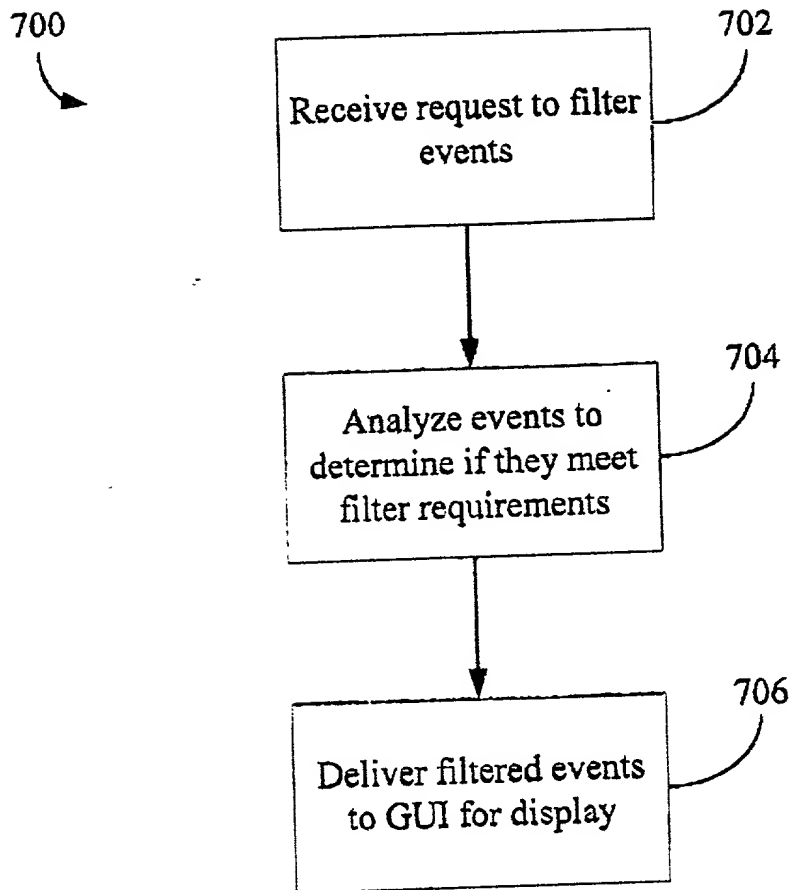 700
702
Receive request to filter
events
704
Analyze events to
determine if they meet
filter requirements
706
Deliver filtered events
to GUI for display